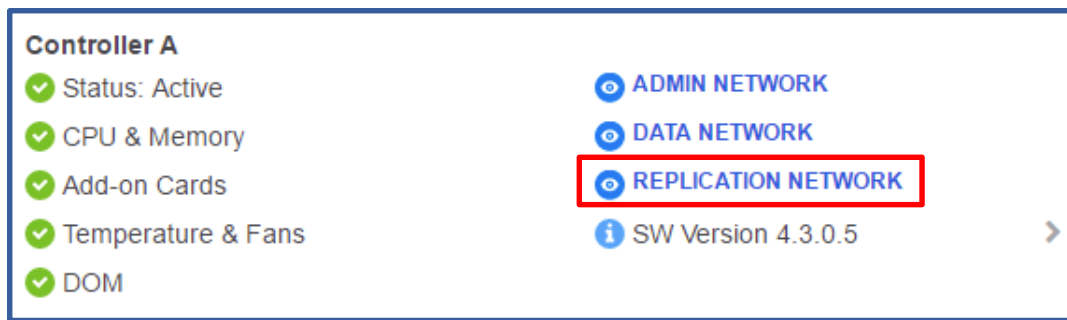 Controller A
Status: Active
CPU & Memory
Add-on Cards
Temperature & Fans
DOM
ADMIN NETWORK
DATA NETWORK
REPLICATION NETWORK
SW Version 4.3.0.5